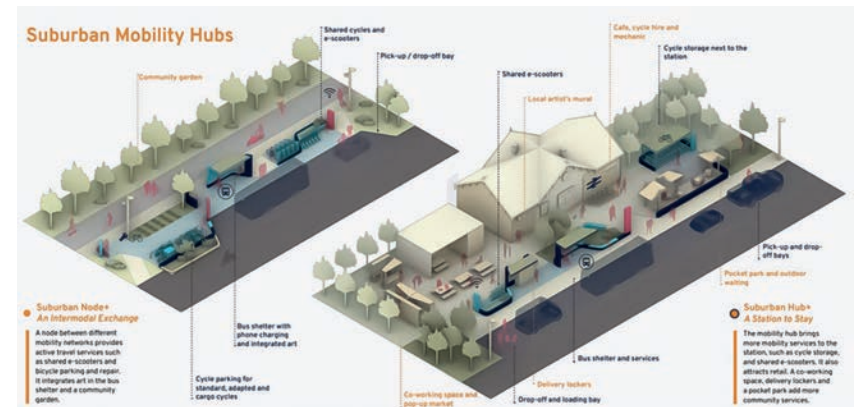 Suburban Mobility Hubs
Shared cycles and
e-scooters
Pick-up / drop-off bay
Community garden
Cafe, cycle hire and
mechanic
Cycle storage next to the
station
Shared e-scooters
Local artist's mural
Suburban Node+
An Intermodal Exchange
A node between different
mobility networks provides
active travel services such
as shared e-scooters and
bicycle parking and repair.
It integrates art in the bus
shelter and a community
garden.
Bus shelter with
phone charging
and integrated art
Cycle parking for
standard, adapted and
cargo cycles
Pick-up and drop-
off bays
Pocket park and outdoor
waiting
Bus shelter and services
Delivery lockers
Drop-off and loading bay
Co-working space and
pop-up market
Suburban Hub+
A Station to Stay
The mobility hub brings
more mobility services to the
station, such as cycle storage,
and shared e-scooters. It also
attracts retail. A co-working
space, delivery lockers and
a pocket park add more
community services.